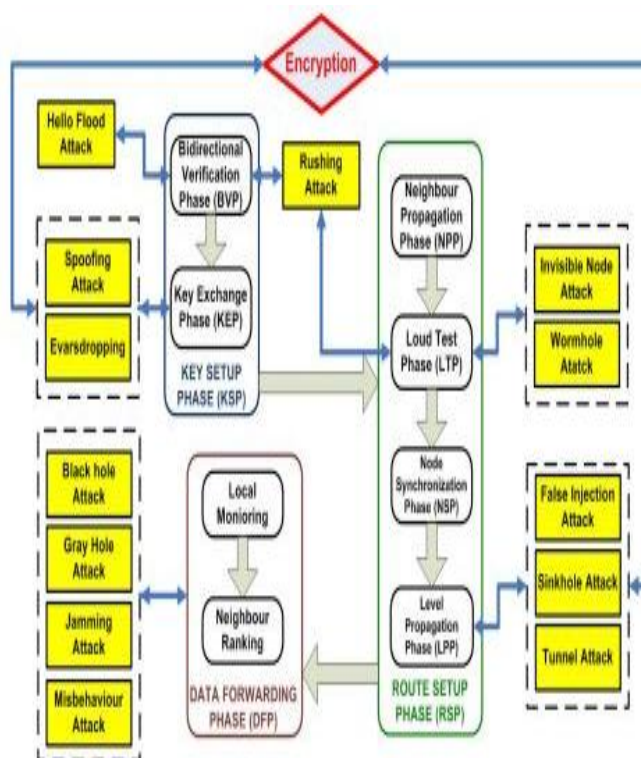 Encryption
Hello Flood
Attack
Bidirectional
Verification
Phase (BVP)
Rushing
Attack
Neighbour
Propagation
Phase (NPP)
Spoofing
Attack
Evarsdropping
Key Exchange
Phase (KEP)
KEY SETUP
PHASE (KSP)
Loud Test
Phase (LTP)
Invisible Node
Attack
Wormhole
Atatck
Black hole
Attack
Gray Hole
Attack
Jamming
Attack
Misbehaviour
Attack
Local
Monioring
Neighbour
Ranking
DATA FORWARDING
PHASE (DFP)
Node
Synchronization
Phase (NSP)
Level
Propagation
Phase (LPP)
ROUTE SETUP
PHASE (RSP)
False Injection
Attack
Sinkhole Attack
Tunnel Attack